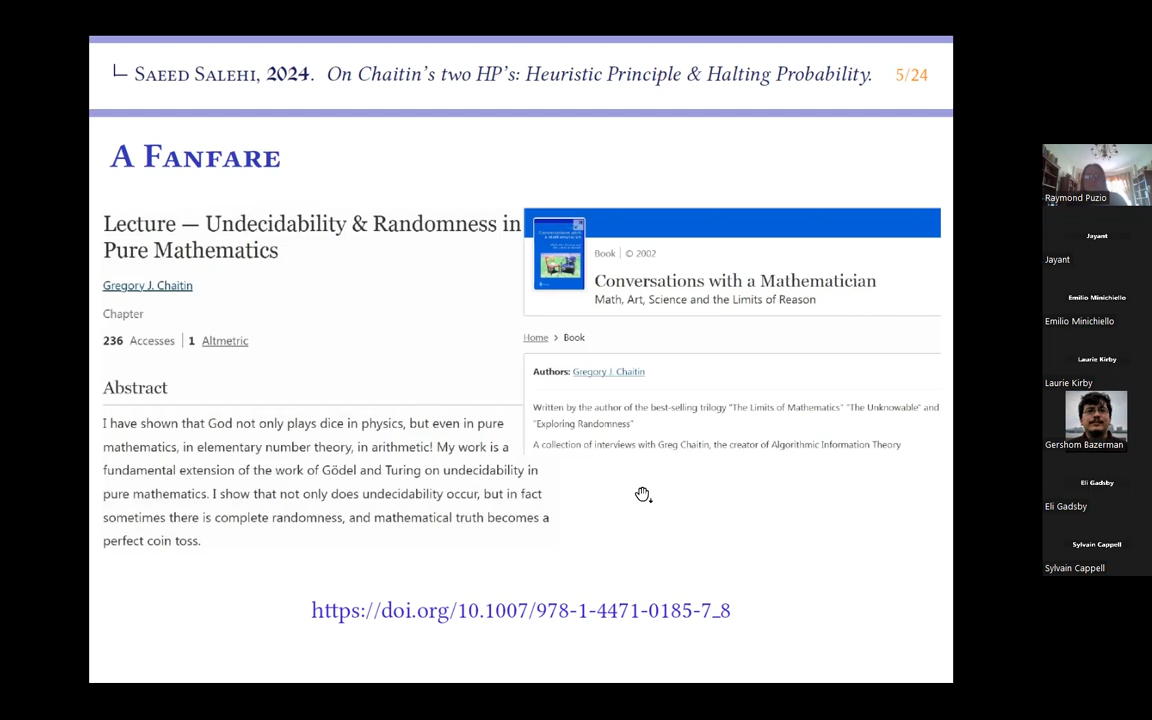 └ Saeed Salehi, 2024. On Chaitin's two HP's: Heuristic Principle & Halting Probability. 5/24
A Fanfare
Lecture — Undecidability & Randomness in
Pure Mathematics
Gregory J. Chaitin
Chapter
236 Accesses | 1 Altmetric
Abstract
I have shown that God not only plays dice in physics, but even in pure
mathematics, in elementary number theory, in arithmetic! My work is a
fundamental extension of the work of Gödel and Turing on undecidability in
pure mathematics. I show that not only does undecidability occur, but in fact
sometimes there is complete randomness, and mathematical truth becomes a
perfect coin toss.
Book | © 2002
Conversations with a Mathematician
Math, Art, Science and the Limits of Reason
Home > Book
Authors: Gregory J. Chaitin
Written by the author of the best-selling trilogy "The Limits of Mathematics" "The Unknowable" and
"Exploring Randomness"
A collection of interviews with Greg Chaitin, the creator of Algorithmic Information Theory
https://doi.org/10.1007/978-1-4471-0185-7_8
Raymond Puzio
Jayant
Jayant
Emilio Minichiello
Emilio Minichiello
Laurie Kirby
Laurie Kirby
Gershom Bazerman
Eli Gadsby
Eli Gadsby
Sylvain Cappell
Sylvain Cappell